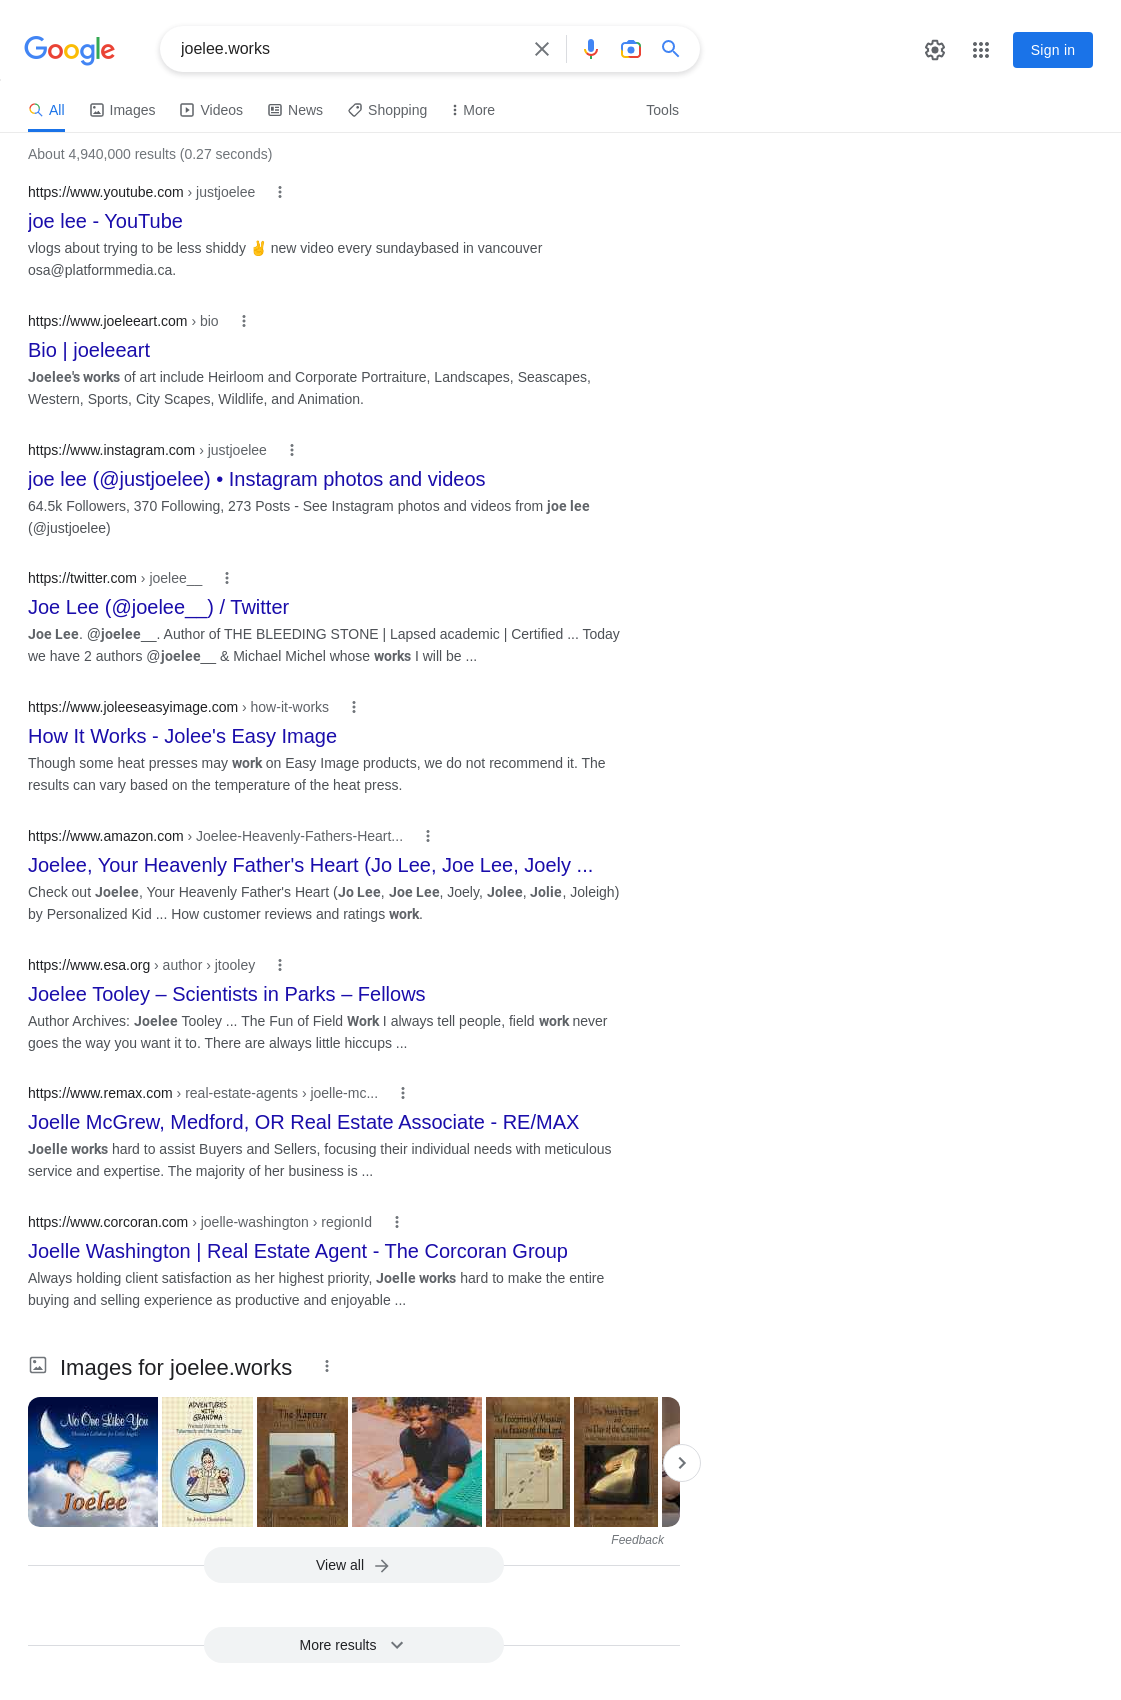 Google
joelee.works
Sign in
All
Images
Videos
News
Shopping
More
Tools
About 4,940,000 results (0.27 seconds)
https://www.youtube.com › justjoelee
joe lee - YouTube
vlogs about trying to be less shiddy ✌ new video every sundaybased in vancouver
osa@platformmedia.ca.
https://www.joeleeart.com › bio
Bio | joeleeart
Joelee's works of art include Heirloom and Corporate Portraiture, Landscapes, Seascapes,
Western, Sports, City Scapes, Wildlife, and Animation.
https://www.instagram.com › justjoelee
joe lee (@justjoelee) • Instagram photos and videos
64.5k Followers, 370 Following, 273 Posts - See Instagram photos and videos from joe lee
(@justjoelee)
https://twitter.com › joelee__
Joe Lee (@joelee__) / Twitter
Joe Lee. @joelee__. Author of THE BLEEDING STONE | Lapsed academic | Certified ... Today
we have 2 authors @joelee__ & Michael Michel whose works I will be ...
https://www.joleeseasyimage.com › how-it-works
How It Works - Jolee's Easy Image
Though some heat presses may work on Easy Image products, we do not recommend it. The
results can vary based on the temperature of the heat press.
https://www.amazon.com › Joelee-Heavenly-Fathers-Heart...
Joelee, Your Heavenly Father's Heart (Jo Lee, Joe Lee, Joely ...
Check out Joelee, Your Heavenly Father's Heart (Jo Lee, Joe Lee, Joely, Jolee, Jolie, Joleigh)
by Personalized Kid ... How customer reviews and ratings work.
https://www.esa.org › author › jtooley
Joelee Tooley – Scientists in Parks – Fellows
Author Archives: Joelee Tooley ... The Fun of Field Work I always tell people, field work never
goes the way you want it to. There are always little hiccups ...
https://www.remax.com › real-estate-agents › joelle-mc...
Joelle McGrew, Medford, OR Real Estate Associate - RE/MAX
Joelle works hard to assist Buyers and Sellers, focusing their individual needs with meticulous
service and expertise. The majority of her business is ...
https://www.corcoran.com › joelle-washington › regionId
Joelle Washington | Real Estate Agent - The Corcoran Group
Always holding client satisfaction as her highest priority, Joelle works hard to make the entire
buying and selling experience as productive and enjoyable ...
Images for joelee.works
No One Like You
Joelee
ADVENTURES
WITH
GRANDMA
The Rapture
The Footprints of Messiah
in the Feasts of the Lord
Feedback
View all
More results